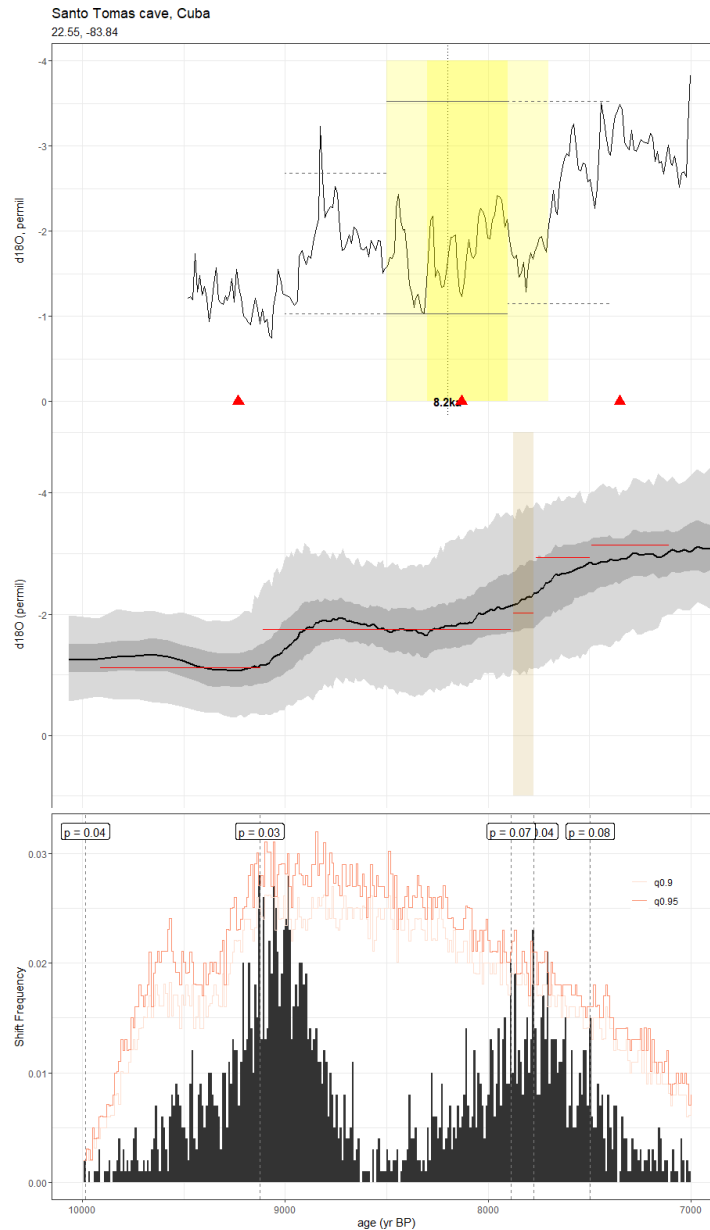 Santo Tomas cave, Cuba
22.55, -83.84
-4
-3
-2
-1
0
d18O, permil
8.2ka
-4
-2
0
d18O (permil)
p = 0.04
p = 0.03
p = 0.07
0.04
p = 0.08
q0.9
q0.95
0.03
0.02
0.01
0.00
Shift Frequency
10000
9000
8000
7000
age (yr BP)